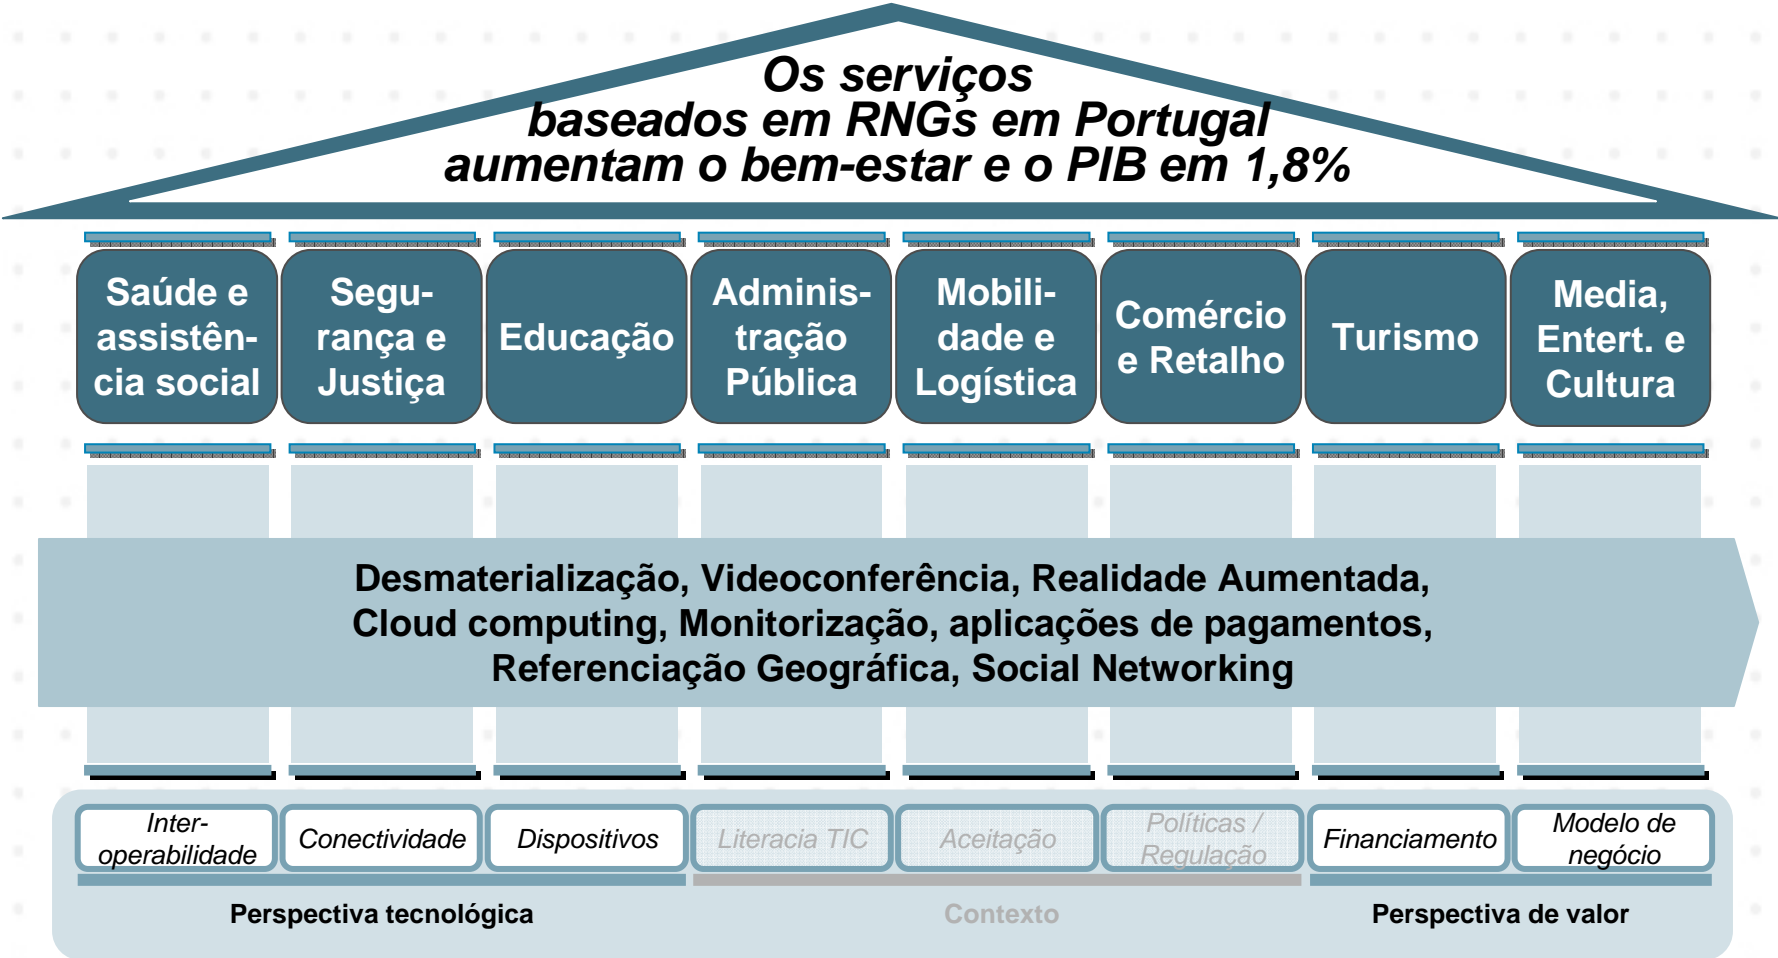 Os serviços
baseados em RNGs em Portugal
aumentam o bem-estar e o PIB em 1,8%
Saúde e
assistên-
cia social
Segu-
rança e
Justiça
Educação
Adminis-
tração
Pública
Mobili-
dade e
Logística
Comércio
e Retalho
Turismo
Media,
Entert. e
Cultura
Desmaterialização, Videoconferência, Realidade Aumentada,
Cloud computing, Monitorização, aplicações de pagamentos,
Referenciação Geográfica, Social Networking
Inter-
operabilidade
Conectividade
Dispositivos
Literacia TIC
Aceitação
Políticas /
Regulação
Financiamento
Modelo de
negócio
Perspectiva tecnológica
Contexto
Perspectiva de valor